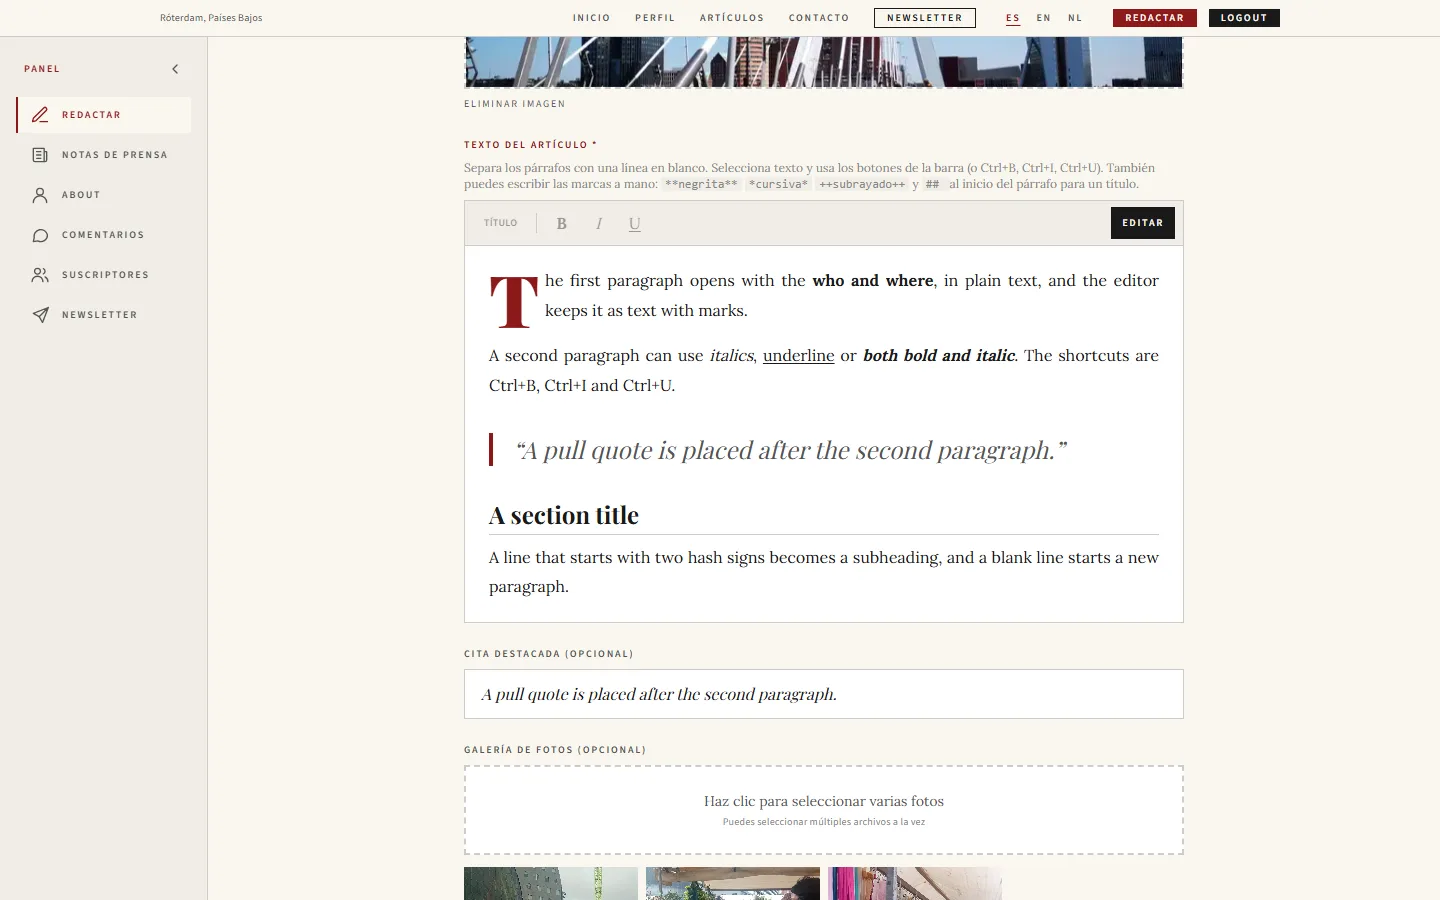 Róterdam, Países Bajos
INICIO PERFIL ARTÍCULOS CONTACTO NEWSLETTER ES EN NL REDACTAR LOGOUT
PANEL
REDACTAR
NOTAS DE PRENSA
ABOUT
COMENTARIOS
SUSCRIPTORES
NEWSLETTER
ELIMINAR IMAGEN
TEXTO DEL ARTÍCULO *
Separa los párrafos con una línea en blanco. Selecciona texto y usa los botones de la barra (o Ctrl+B, Ctrl+I, Ctrl+U). También
puedes escribir las marcas a mano: **negrita** *cursiva* ++subrayado++ y ## al inicio del párrafo para un título.
TÍTULO B I U EDITAR
The first paragraph opens with the who and where, in plain text, and the editor
keeps it as text with marks.
A second paragraph can use italics, underline or both bold and italic. The shortcuts are
Ctrl+B, Ctrl+I and Ctrl+U.
“A pull quote is placed after the second paragraph.”
A section title
A line that starts with two hash signs becomes a subheading, and a blank line starts a new
paragraph.
CITA DESTACADA (OPCIONAL)
A pull quote is placed after the second paragraph.
GALERÍA DE FOTOS (OPCIONAL)
Haz clic para seleccionar varias fotos
Puedes seleccionar múltiples archivos a la vez